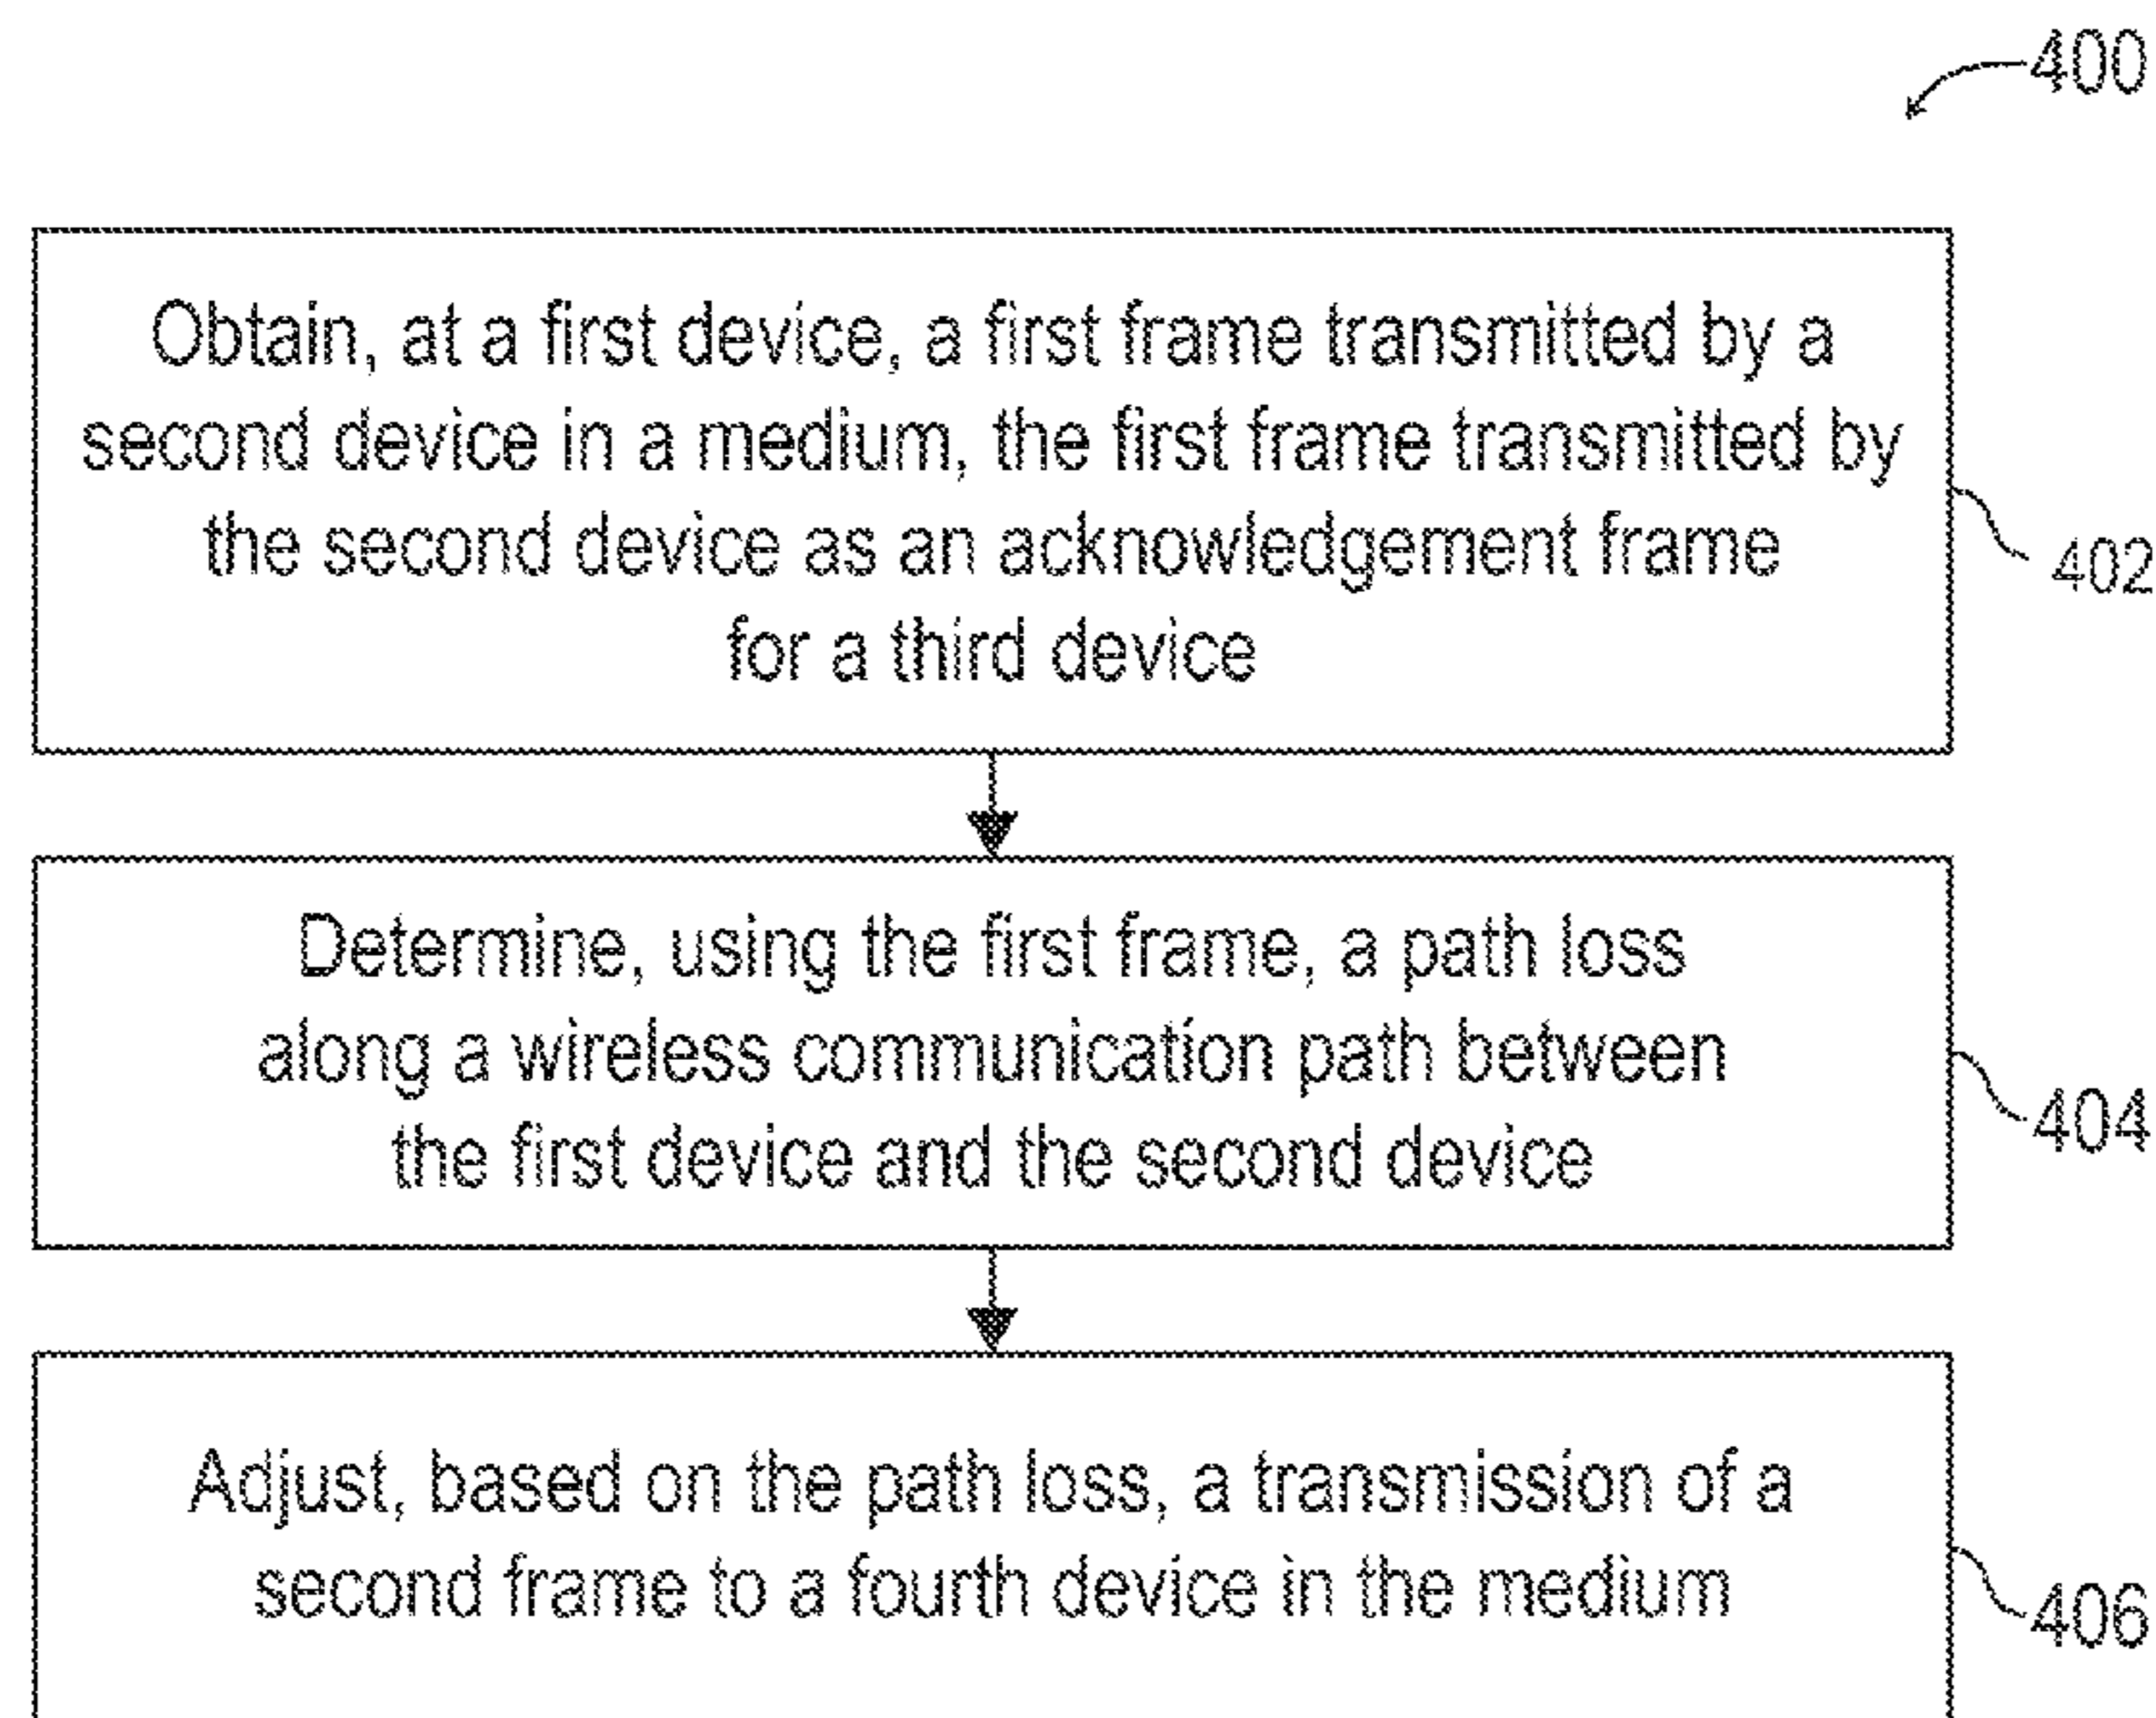 400
Obtain, at a first device, a first frame transmitted by a
second device in a medium, the first frame transmitted by
the second device as an acknowledgement frame
for a third device
402
Determine, using the first frame, a path loss
along a wireless communication path between
the first device and the second device
404
Adjust, based on the path loss, a transmission of a
second frame to a fourth device in the medium
406